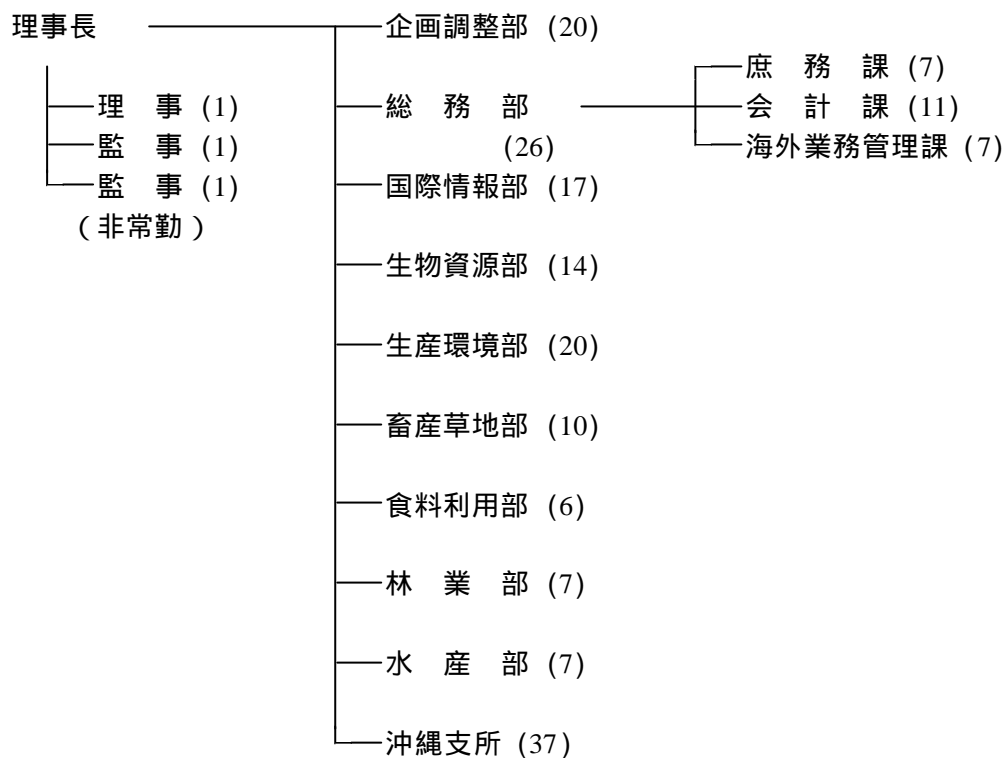 理事長 企画調整部 (20)
庶 務 課 (7)
理 事 (1) 総 務 部 会 計 課 (11)
監 事 (1) (26) 海外業務管理課 (7)
監 事 (1) 国際情報部 (17)
(非常勤)
生物資源部 (14)
生産環境部 (20)
畜産草地部 (10)
食料利用部 (6)
林 業 部 (7)
水 産 部 (7)
沖縄支所 (37)